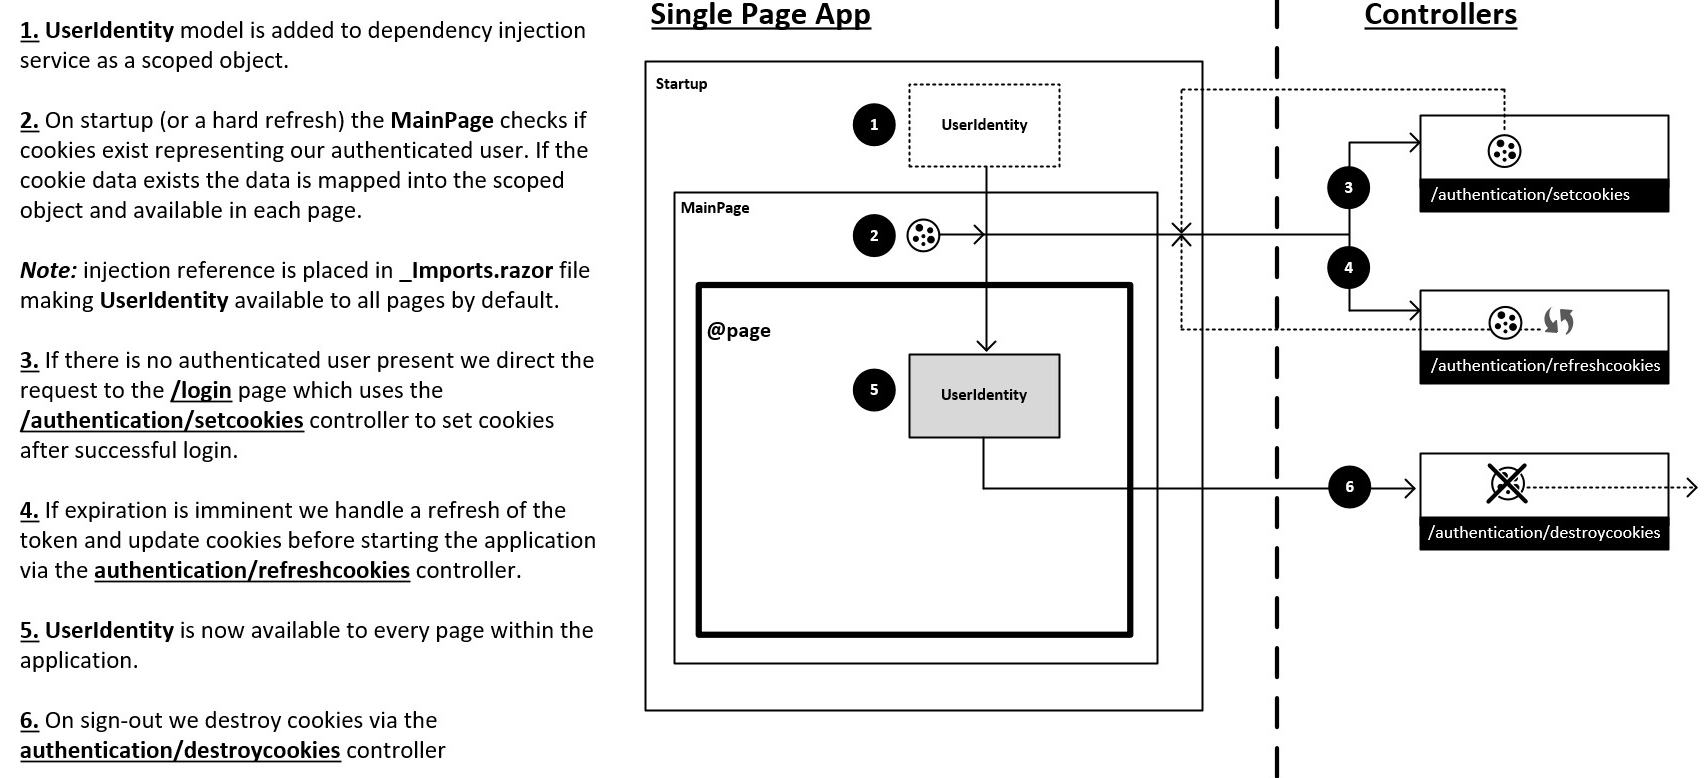 1. UserIdentity model is added to dependency injection
service as a scoped object.
2. On startup (or a hard refresh) the MainPage checks if
cookies exist representing our authenticated user. If the
cookie data exists the data is mapped into the scoped
object and available in each page.
Note: injection reference is placed in _Imports.razor file
making UserIdentity available to all pages by default.
3. If there is no authenticated user present we direct the
request to the /login page which uses the
/authentication/setcookies controller to set cookies
after successful login.
4. If expiration is imminent we handle a refresh of the
token and update cookies before starting the application
via the authentication/refreshcookies controller.
5. UserIdentity is now available to every page within the
application.
6. On sign-out we destroy cookies via the
authentication/destroycookies controller
Single Page App
Startup
1
UserIdentity
MainPage
2
@page
5
UserIdentity
Controllers
3
/authentication/setcookies
4
/authentication/refreshcookies
6
/authentication/destroycookies